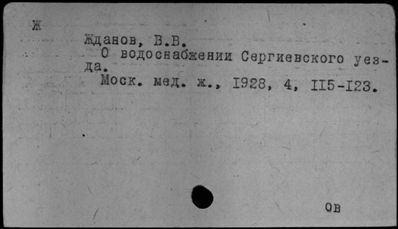 Ж
Жданов, В.В.
О водоснабжении Сергиевского уез-
да.
Моск. мед. ж., 1928, 4, 115-123.
ОВ